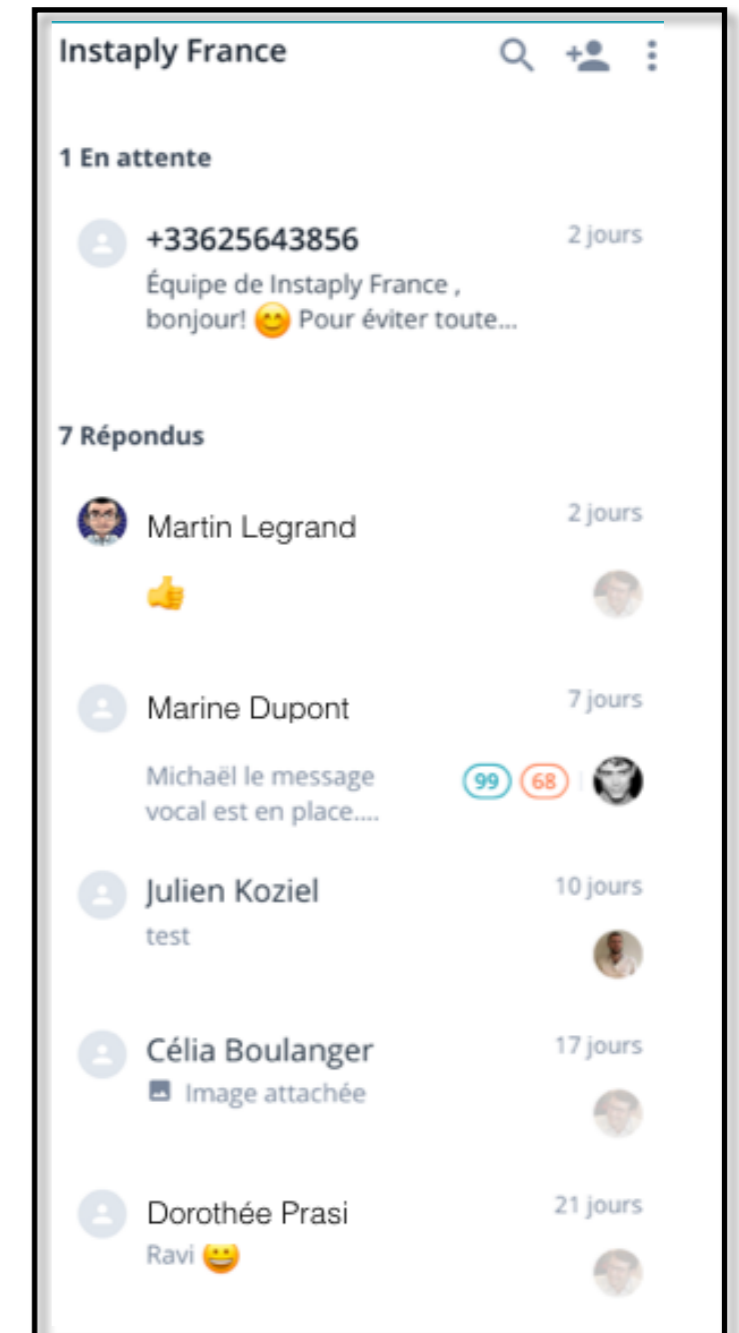 Instaply France
1 En attente
+33625643856 2 jours
Équipe de Instaply France ,
bonjour! 😊 Pour éviter toute...
7 Répondus
Martin Legrand 2 jours
👍
Marine Dupont 7 jours
Michaël le message 99 68
vocal est en place....
Julien Koziel 10 jours
test
Célia Boulanger 17 jours
Image attachée
Dorothée Prasi 21 jours
Ravi 😀